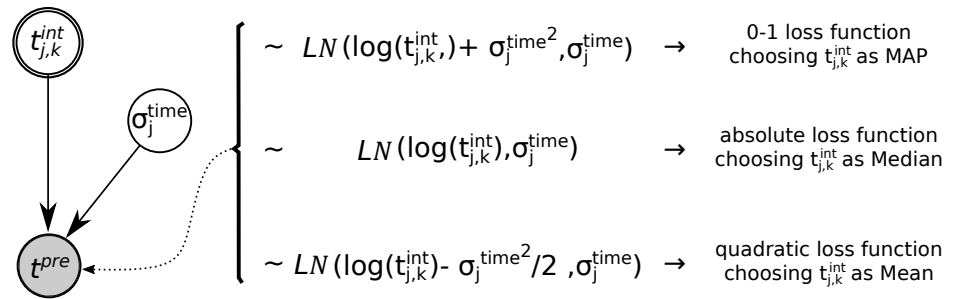 t_{j,k}^{int}
σ_j^{time}
t^{pre}
~ LN(log(t_{j,k}^{int},)+ σ_j^{time^2},σ_j^{time}) → 0-1 loss function
choosing t_{j,k}^{int} as MAP
~ LN(log(t_{j,k}^{int}),σ_j^{time}) → absolute loss function
choosing t_{j,k}^{int} as Median
~ LN(log(t_{j,k}^{int})- σ_j^{time^2}/2 ,σ_j^{time}) → quadratic loss function
choosing t_{j,k}^{int} as Mean